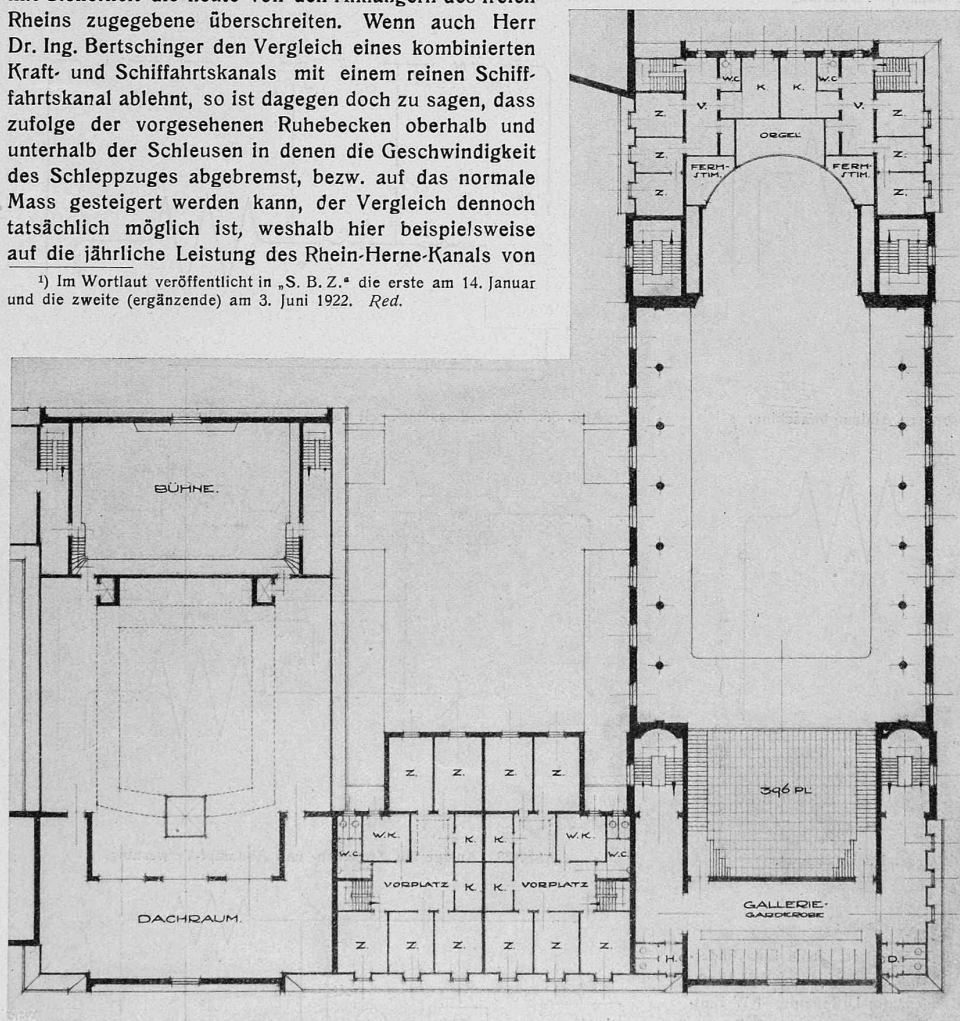 Rheins zugegebene überschreiten. Wenn auch Herr
Dr. Ing. Bertschinger den Vergleich eines kombinierten
Kraft- und Schiffahrtskanals mit einem reinen Schiff-
fahrtskanal ablehnt, so ist dagegen doch zu sagen, dass
zufolge der vorgesehenen Ruhebecken oberhalb und
unterhalb der Schleusen in denen die Geschwindigkeit
des Schleppzuges abgebremst, bezw. auf das normale
Mass gesteigert werden kann, der Vergleich dennoch
tatsächlich möglich ist, weshalb hier beispielsweise
auf die jährliche Leistung des Rhein-Herne-Kanals von
¹) Im Wortlaut veröffentlicht in „S. B. Z.“ die erste am 14. Januar
und die zweite (ergänzende) am 3. Juni 1922. Red.
W.C. W.C.
K. K.
Z. V. V. Z.
ORGEL
Z. Z.
FERN-
STIM.
FERN-
STIM.
Z. Z.
BÜHNE.
Z. Z. Z. Z.
396 PL.
W.K. K. K. W.K.
W.C. W.C.
VORPLATZ K. K. VORPLATZ
GALLERIE-
GARDEROBE
DACHRAUM.
Z. Z. Z. Z. Z. Z.
H. D.